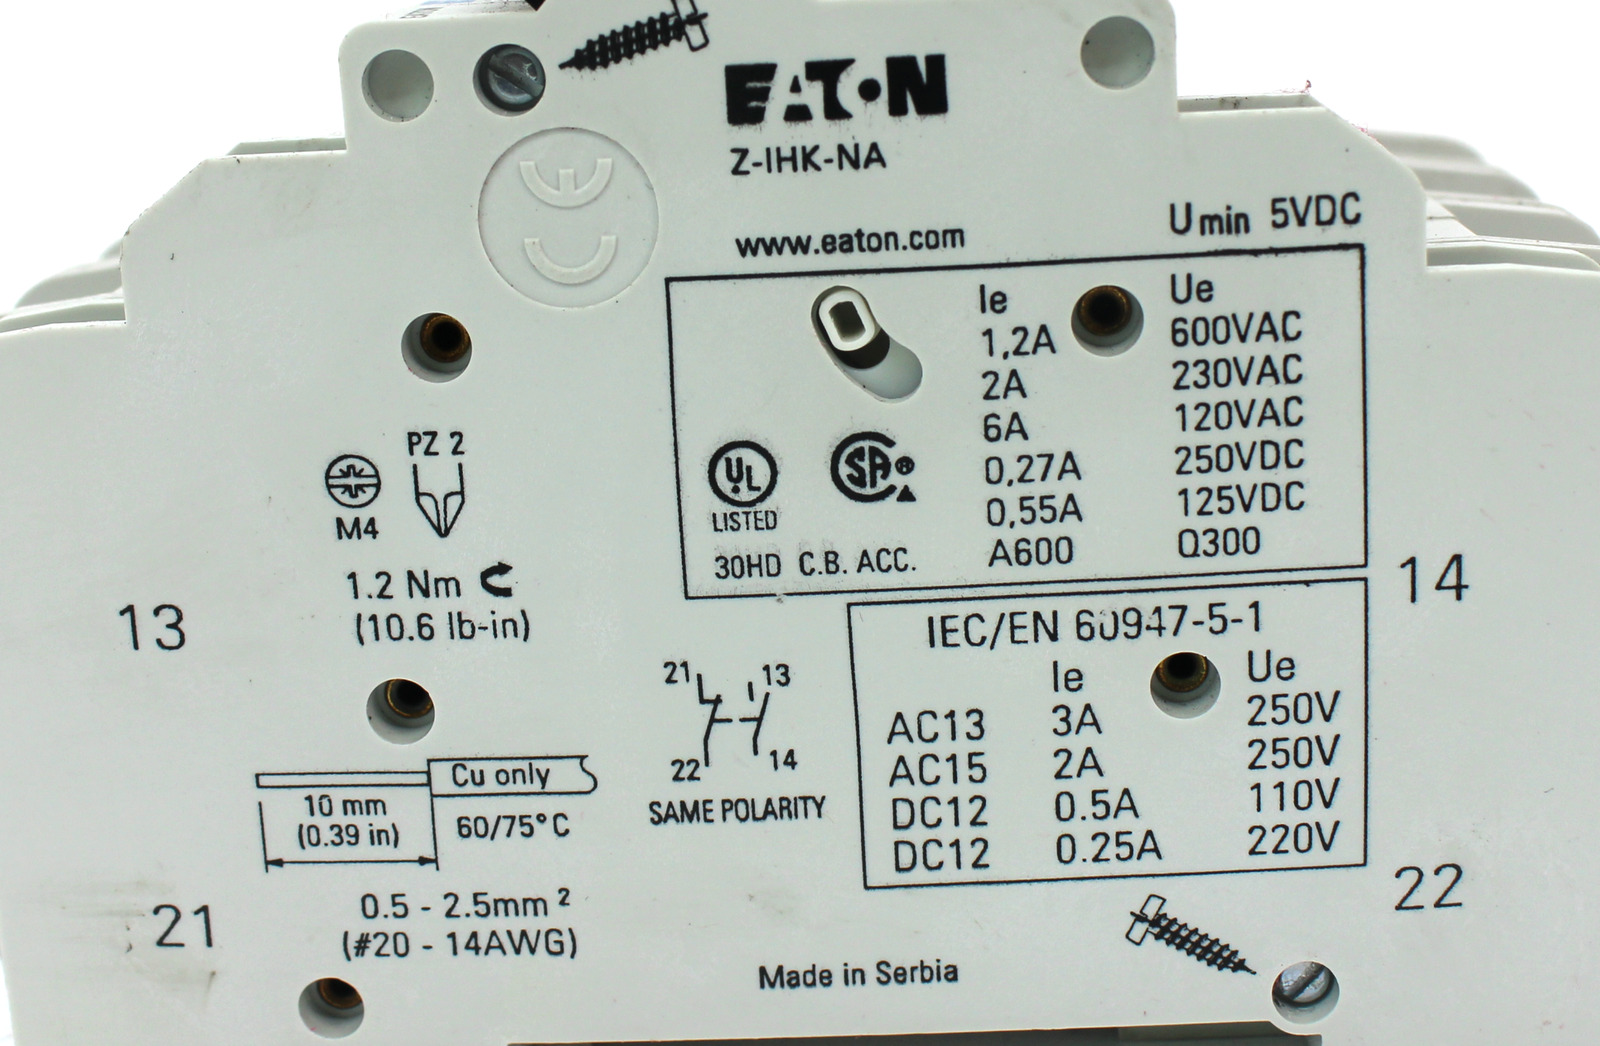 EATON
Z-IHK-NA
www.eaton.com
Umin 5VDC
CE
Ie Ue
1,2A 600VAC
2A 230VAC
6A 120VAC
0,27A 250VDC
0,55A 125VDC
A600 Q300
UL
LISTED
SA®
30HD C.B. ACC.
PZ 2
M4
1.2 Nm
(10.6 lb-in)
13
14
IEC/EN 60947-5-1
Ie Ue
AC13 3A 250V
AC15 2A 250V
DC12 0.5A 110V
DC12 0.25A 220V
21 13
22 14
SAME POLARITY
Cu only
10 mm
(0.39 in)
60/75°C
0.5 - 2.5mm²
(#20 - 14AWG)
21
22
Made in Serbia